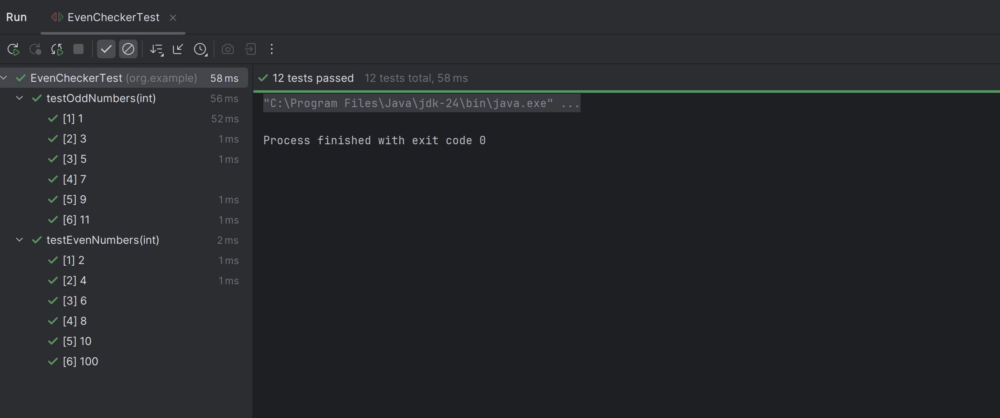 Run EvenCheckerTest
EvenCheckerTest (org.example) 58 ms
testOddNumbers(int) 56 ms
[1] 1 52 ms
[2] 3 1 ms
[3] 5 1 ms
[4] 7
[5] 9 1 ms
[6] 11 1 ms
testEvenNumbers(int) 2 ms
[1] 2 1 ms
[2] 4 1 ms
[3] 6
[4] 8
[5] 10
[6] 100
12 tests passed 12 tests total, 58 ms
"C:\Program Files\Java\jdk-24\bin\java.exe" ...
Process finished with exit code 0